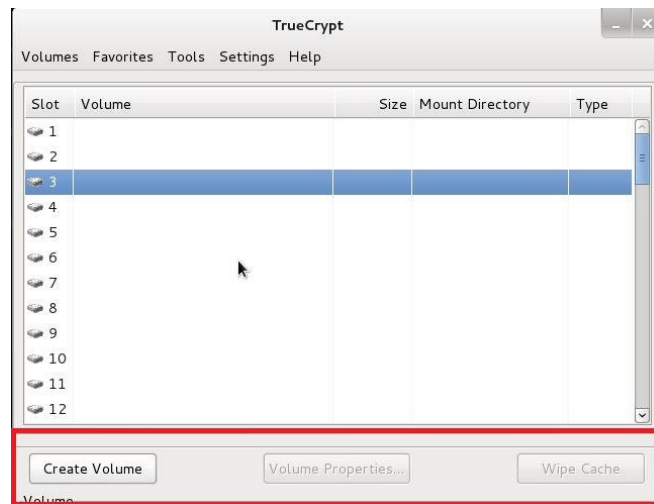 TrueCrypt
Volumes Favorites Tools Settings Help
Slot Volume Size Mount Directory Type
1
2
3
4
5
6
7
8
9
10
11
12
Create Volume Volume Properties... Wipe Cache
Volume